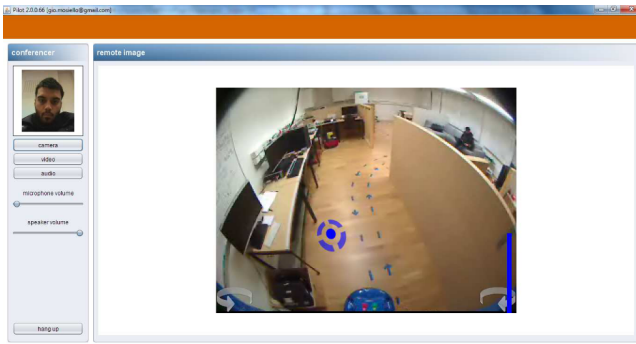 Pilot 2.0.0.66 [gio.mosiello@gmail.com]
conferencer
remote image
camera
video
audio
microphone volume
speaker volume
hang up